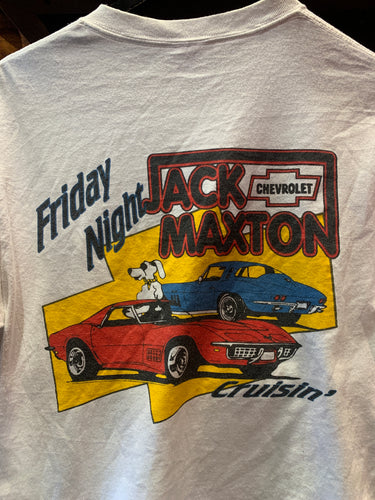 Friday
Night
JACK
CHEVROLET
MAXTON
Cruisin'